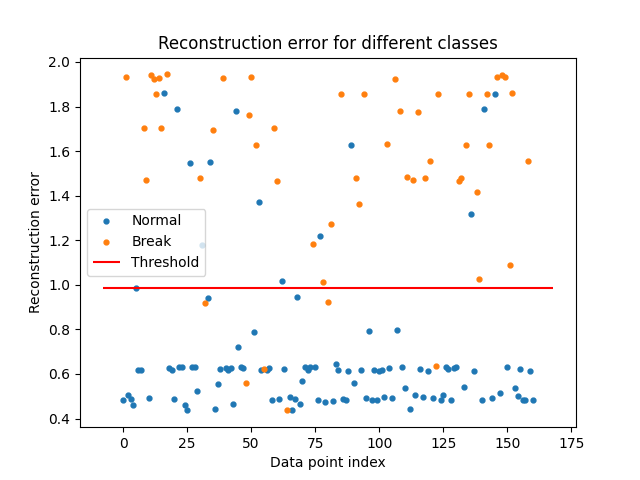 Reconstruction error for different classes
Reconstruction error
2.0
1.8
1.6
1.4
1.2
1.0
0.8
0.6
0.4
Normal
Break
Threshold
0 25 50 75 100 125 150 175
Data point index